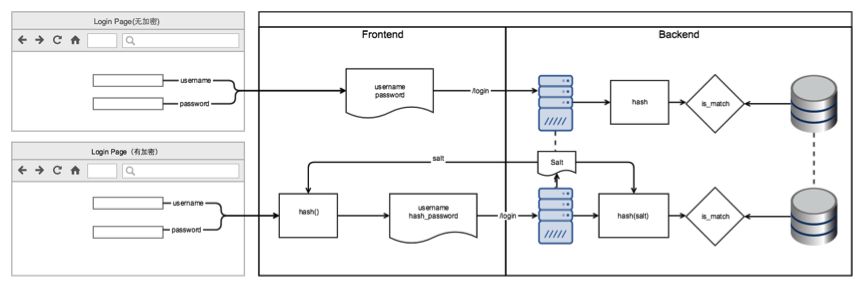 Login Page(无加密)
username
password
Login Page（有加密）
username
password
Frontend
Backend
username
password
/login
hash
is_match
salt
Salt
hash()
username
hash_password
/login
hash(salt)
is_match